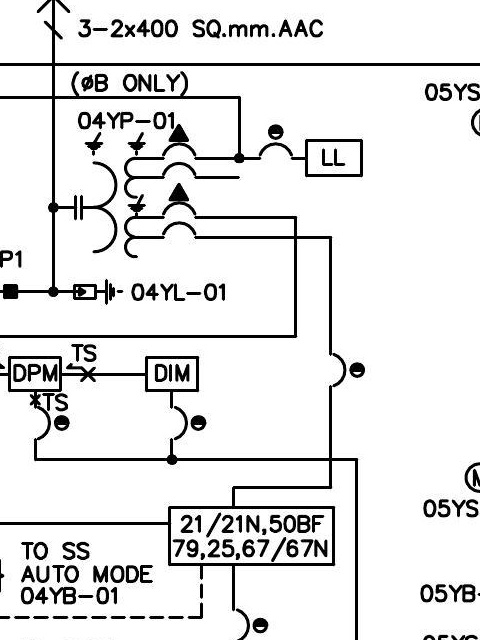 3-2x400 SQ.mm.AAC
(øB ONLY)
05YS
04YP-01
LL
P1
04YL-01
TS
DPM
DIM
TS
05YS
21/21N,50BF
79,25,67/67N
TO SS
AUTO MODE
04YB-01
05YB-